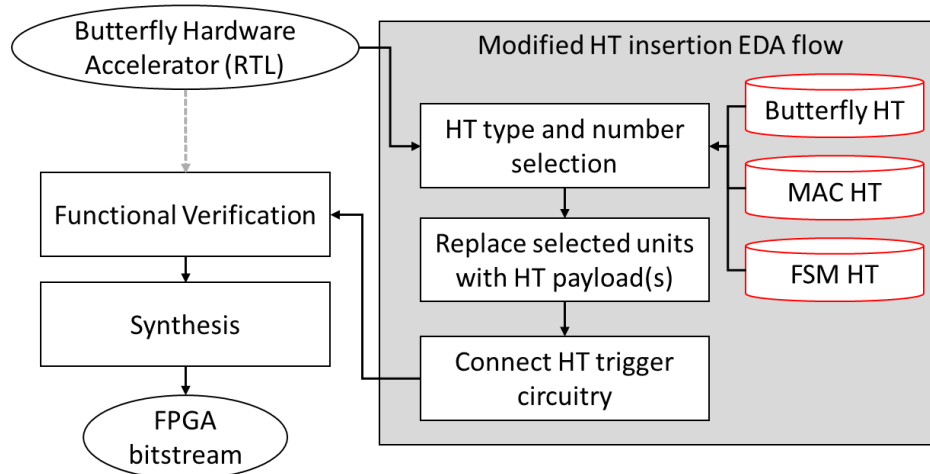 Butterfly Hardware
Accelerator (RTL)
Modified HT insertion EDA flow
HT type and number
selection
Butterfly HT
MAC HT
FSM HT
Functional Verification
Replace selected units
with HT payload(s)
Synthesis
Connect HT trigger
circuitry
FPGA
bitstream